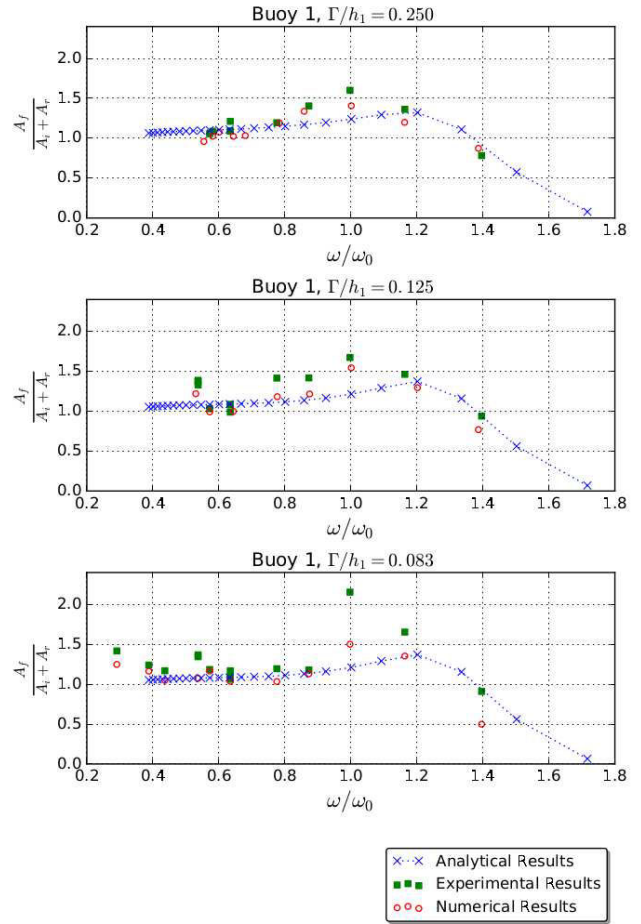 Buoy 1, Γ/h₁ = 0.250
2.0
1.5
1.0
0.5
0.0
A_f / (A_i + A_r)
0.2 0.4 0.6 0.8 1.0 1.2 1.4 1.6 1.8
ω/ω₀
Buoy 1, Γ/h₁ = 0.125
2.0
1.5
1.0
0.5
0.0
A_f / (A_i + A_r)
0.2 0.4 0.6 0.8 1.0 1.2 1.4 1.6 1.8
ω/ω₀
Buoy 1, Γ/h₁ = 0.083
2.0
1.5
1.0
0.5
0.0
A_f / (A_i + A_r)
0.2 0.4 0.6 0.8 1.0 1.2 1.4 1.6 1.8
ω/ω₀
Analytical Results
Experimental Results
Numerical Results